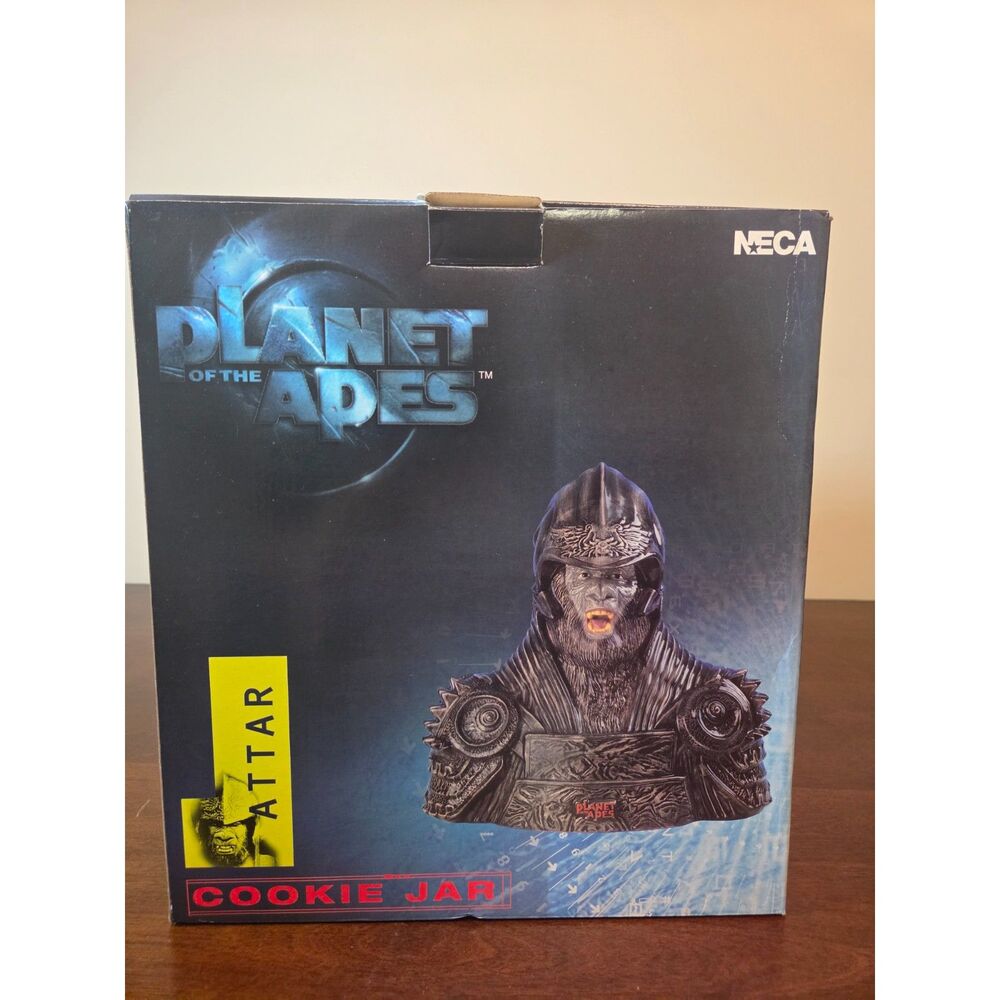 NECA
PLANET
OF THE
APES™
ATTAR
PLANET
APES
COOKIE JAR